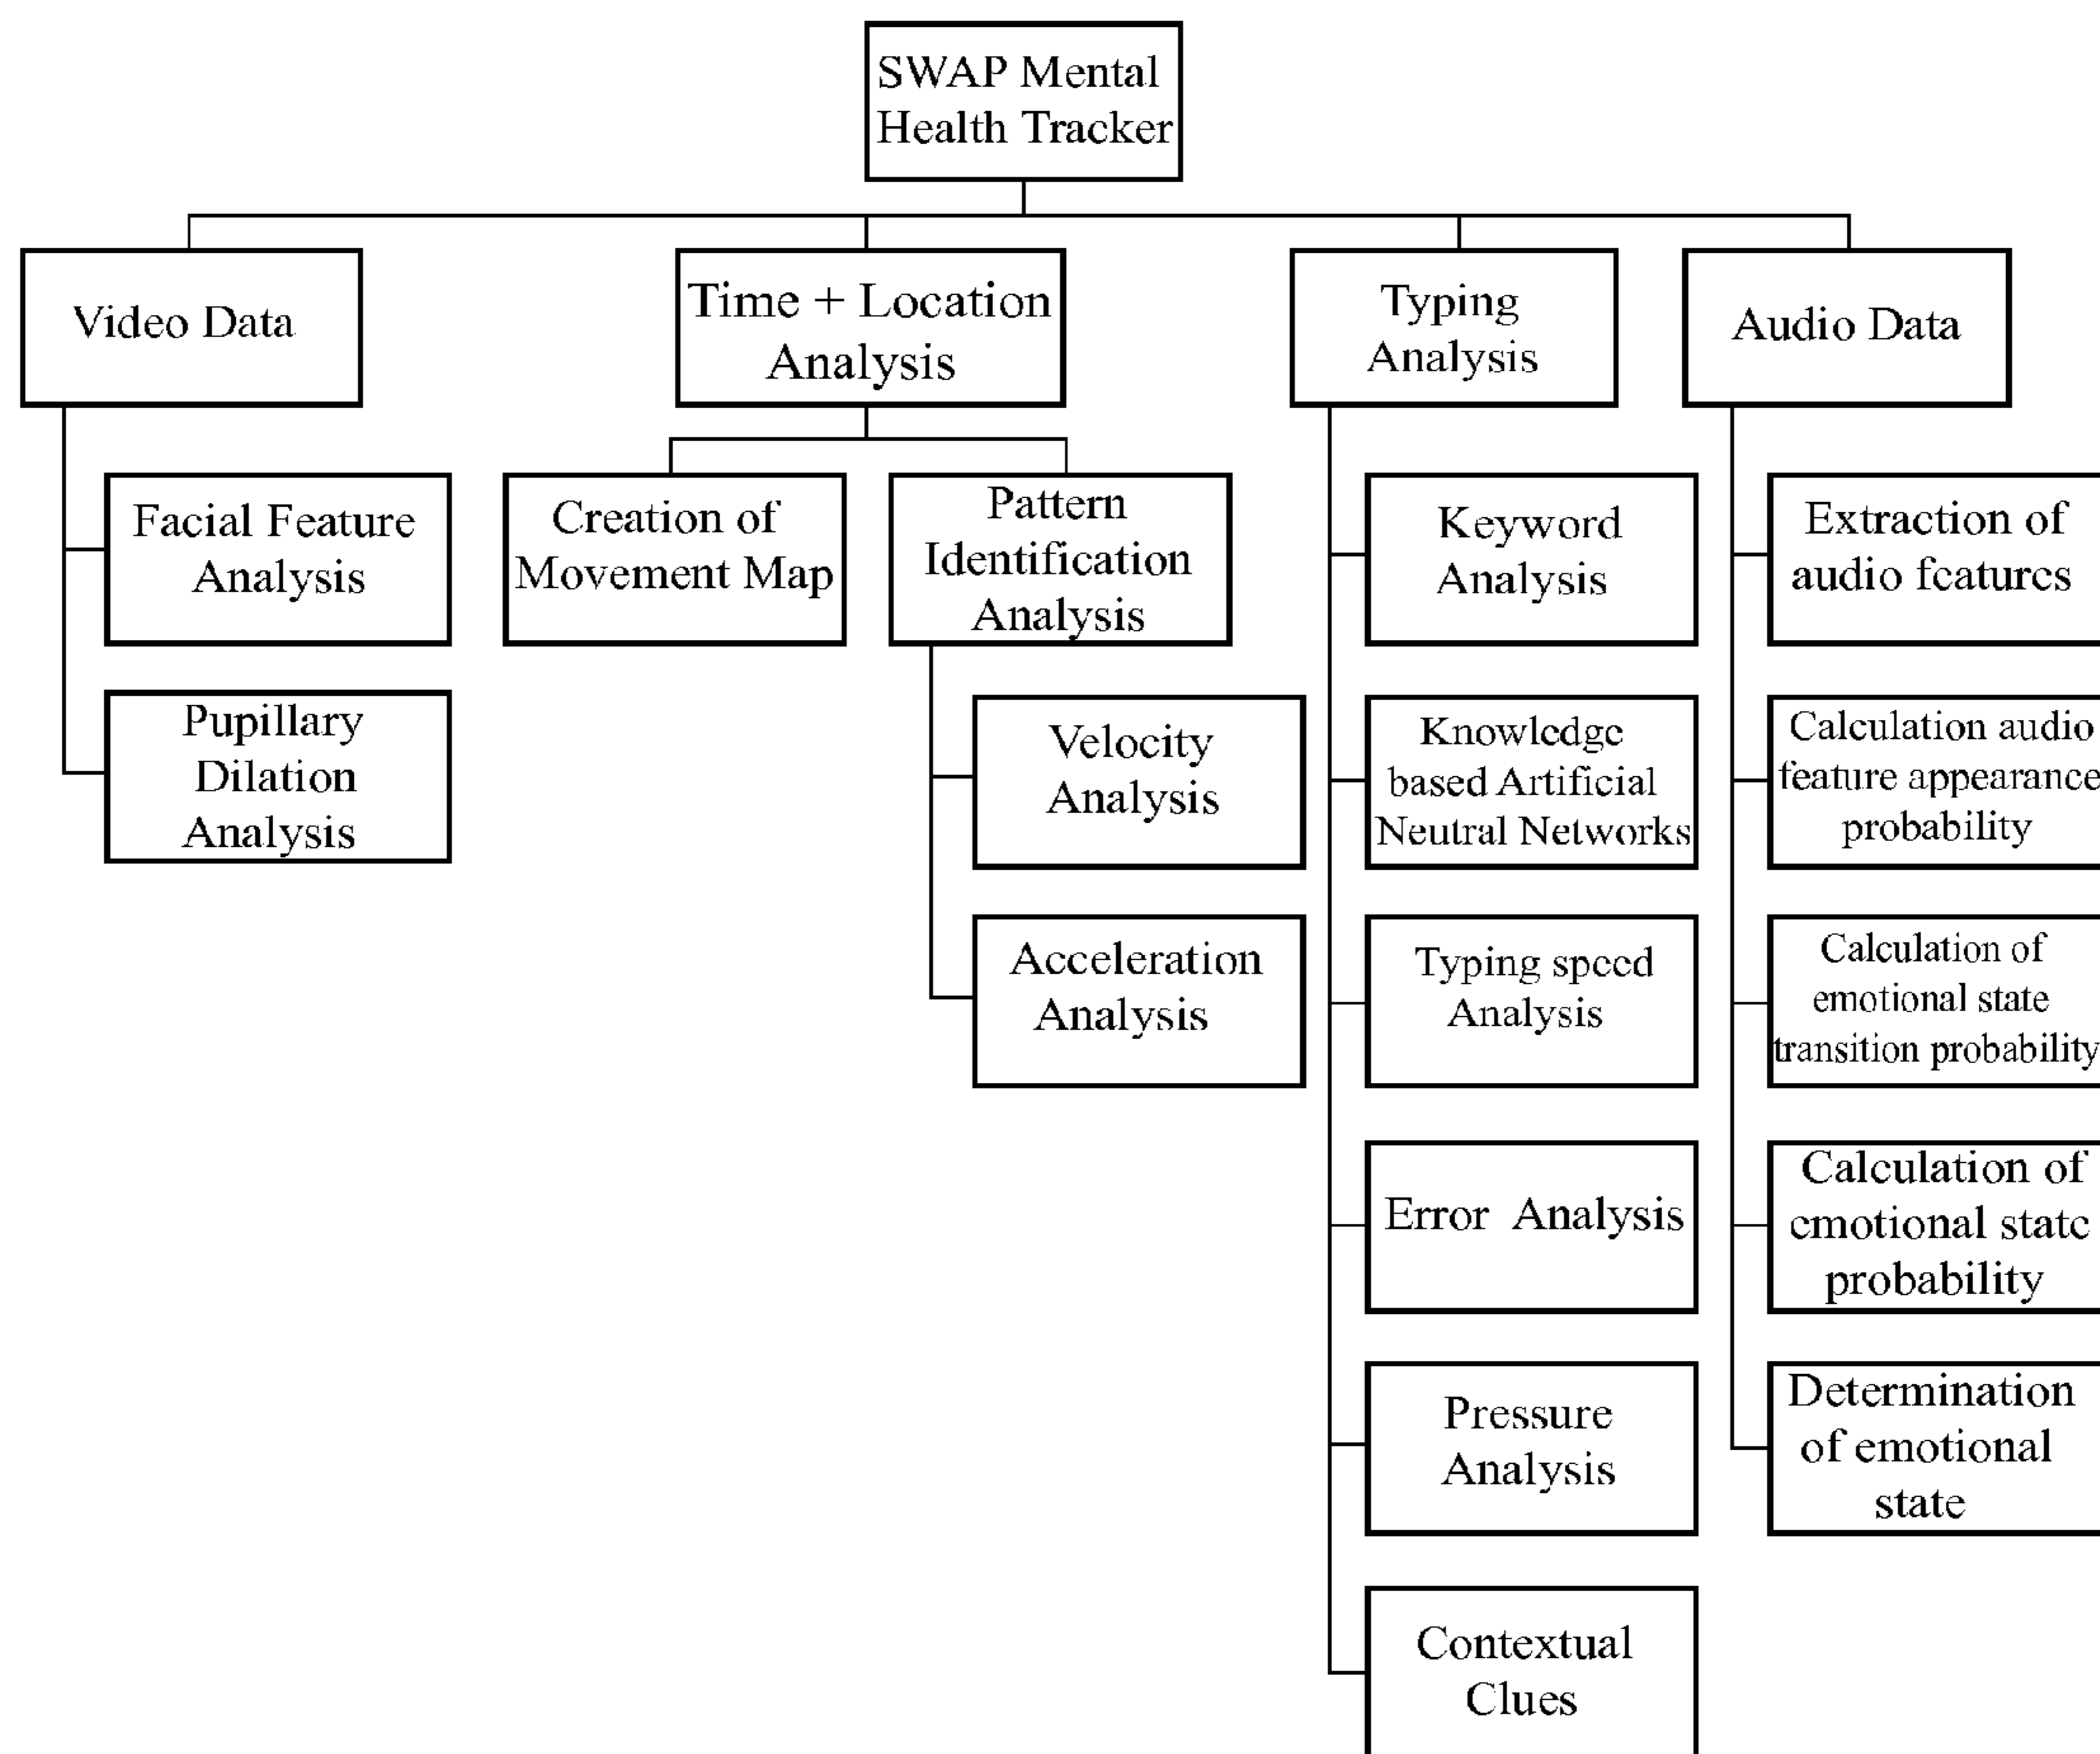 SWAP Mental
Health Tracker
Video Data
Time + Location
Analysis
Typing
Analysis
Audio Data
Facial Feature
Analysis
Pupillary
Dilation
Analysis
Creation of
Movement Map
Pattern
Identification
Analysis
Velocity
Analysis
Acceleration
Analysis
Keyword
Analysis
Knowledge
based Artificial
Neutral Networks
Typing speed
Analysis
Error Analysis
Pressure
Analysis
Contextual
Clues
Extraction of
audio features
Calculation audio
feature appearance
probability
Calculation of
emotional state
transition probability
Calculation of
emotional state
probability
Determination
of emotional
state